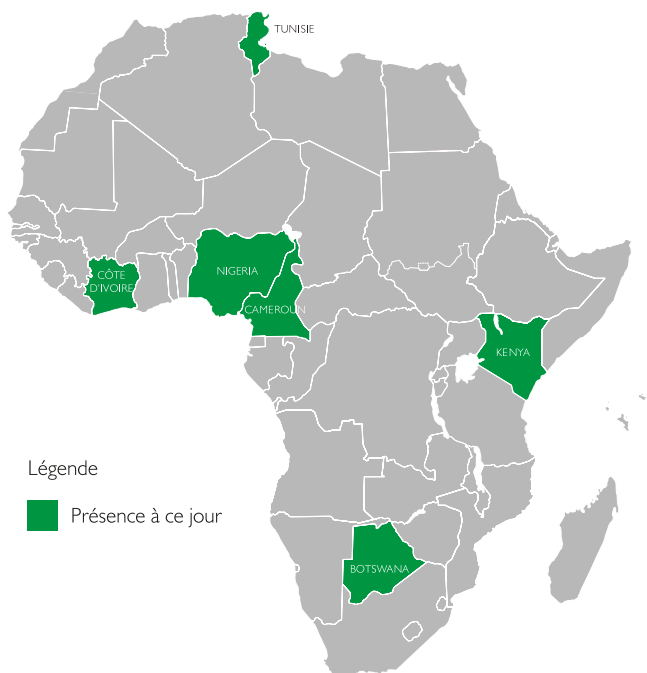 TUNISIE
CÔTE
D'IVOIRE
NIGERIA
CAMEROUN
KENYA
Légende
Présence à ce jour
BOTSWANA